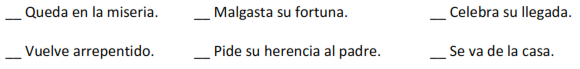 __ Queda en la miseria. __ Malgasta su fortuna. __ Celebra su llegada.
__ Vuelve arrepentido. __ Pide su herencia al padre. __ Se va de la casa.